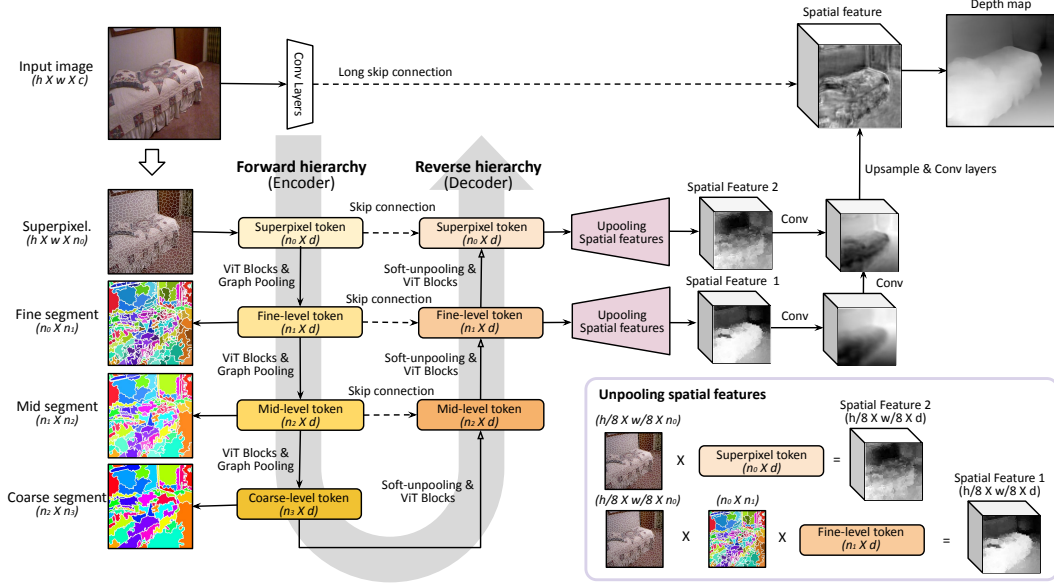 Spatial feature
Depth map
Input image
(h X w X c)
Conv Layers
Long skip connection
Forward hierarchy
(Encoder)
Reverse hierarchy
(Decoder)
Upsample & Conv layers
Superpixel.
(h X w X n₀)
Superpixel token
(n₀ X d)
Skip connection
Superpixel token
(n₀ X d)
Upooling
Spatial features
Spatial Feature 2
Conv
ViT Blocks &
Graph Pooling
Soft-unpooling &
ViT Blocks
Fine segment
(n₀ X n₁)
Fine-level token
(n₁ X d)
Skip connection
Fine-level token
(n₁ X d)
Upooling
Spatial features
Spatial Feature 1
Conv
Conv
ViT Blocks &
Graph Pooling
Soft-unpooling &
ViT Blocks
Mid segment
(n₁ X n₂)
Mid-level token
(n₂ X d)
Skip connection
Mid-level token
(n₂ X d)
ViT Blocks &
Graph Pooling
Soft-unpooling &
ViT Blocks
Coarse segment
(n₂ X n₃)
Coarse-level token
(n₃ X d)
Unpooling spatial features
(h/8 X w/8 X n₀)
X
Superpixel token
(n₀ X d)
=
Spatial Feature 2
(h/8 X w/8 X d)
(h/8 X w/8 X n₀)
X
(n₀ X n₁)
X
Fine-level token
(n₁ X d)
=
Spatial Feature 1
(h/8 X w/8 X d)